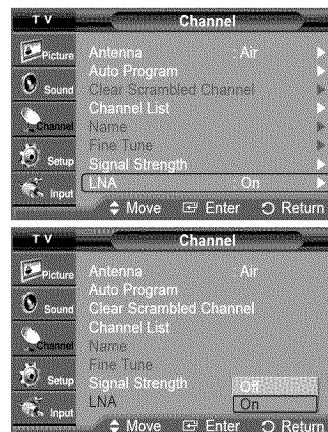 T V Channel
Picture Antenna : Air
Auto Program
Sound Clear Scrambled Channel
Channel List
Channel Name
Fine Tune
Setup Signal Strength
Input LNA : On
Move Enter Return
T V Channel
Picture Antenna Air
Auto Program
Sound Clear Scrambled Channel
Channel List
Channel Name
Fine Tune
Setup Signal Strength Off
Input LNA On
Move Enter Return